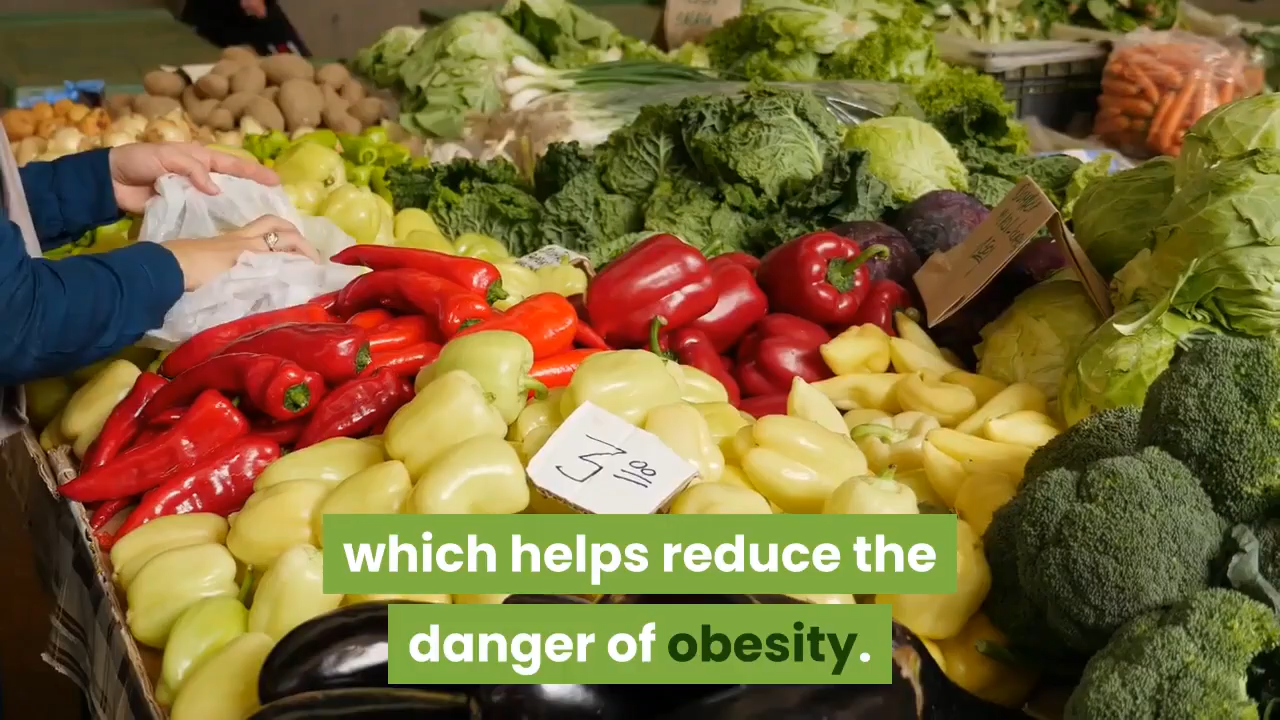 3 00
which helps reduce the
danger of obesity.